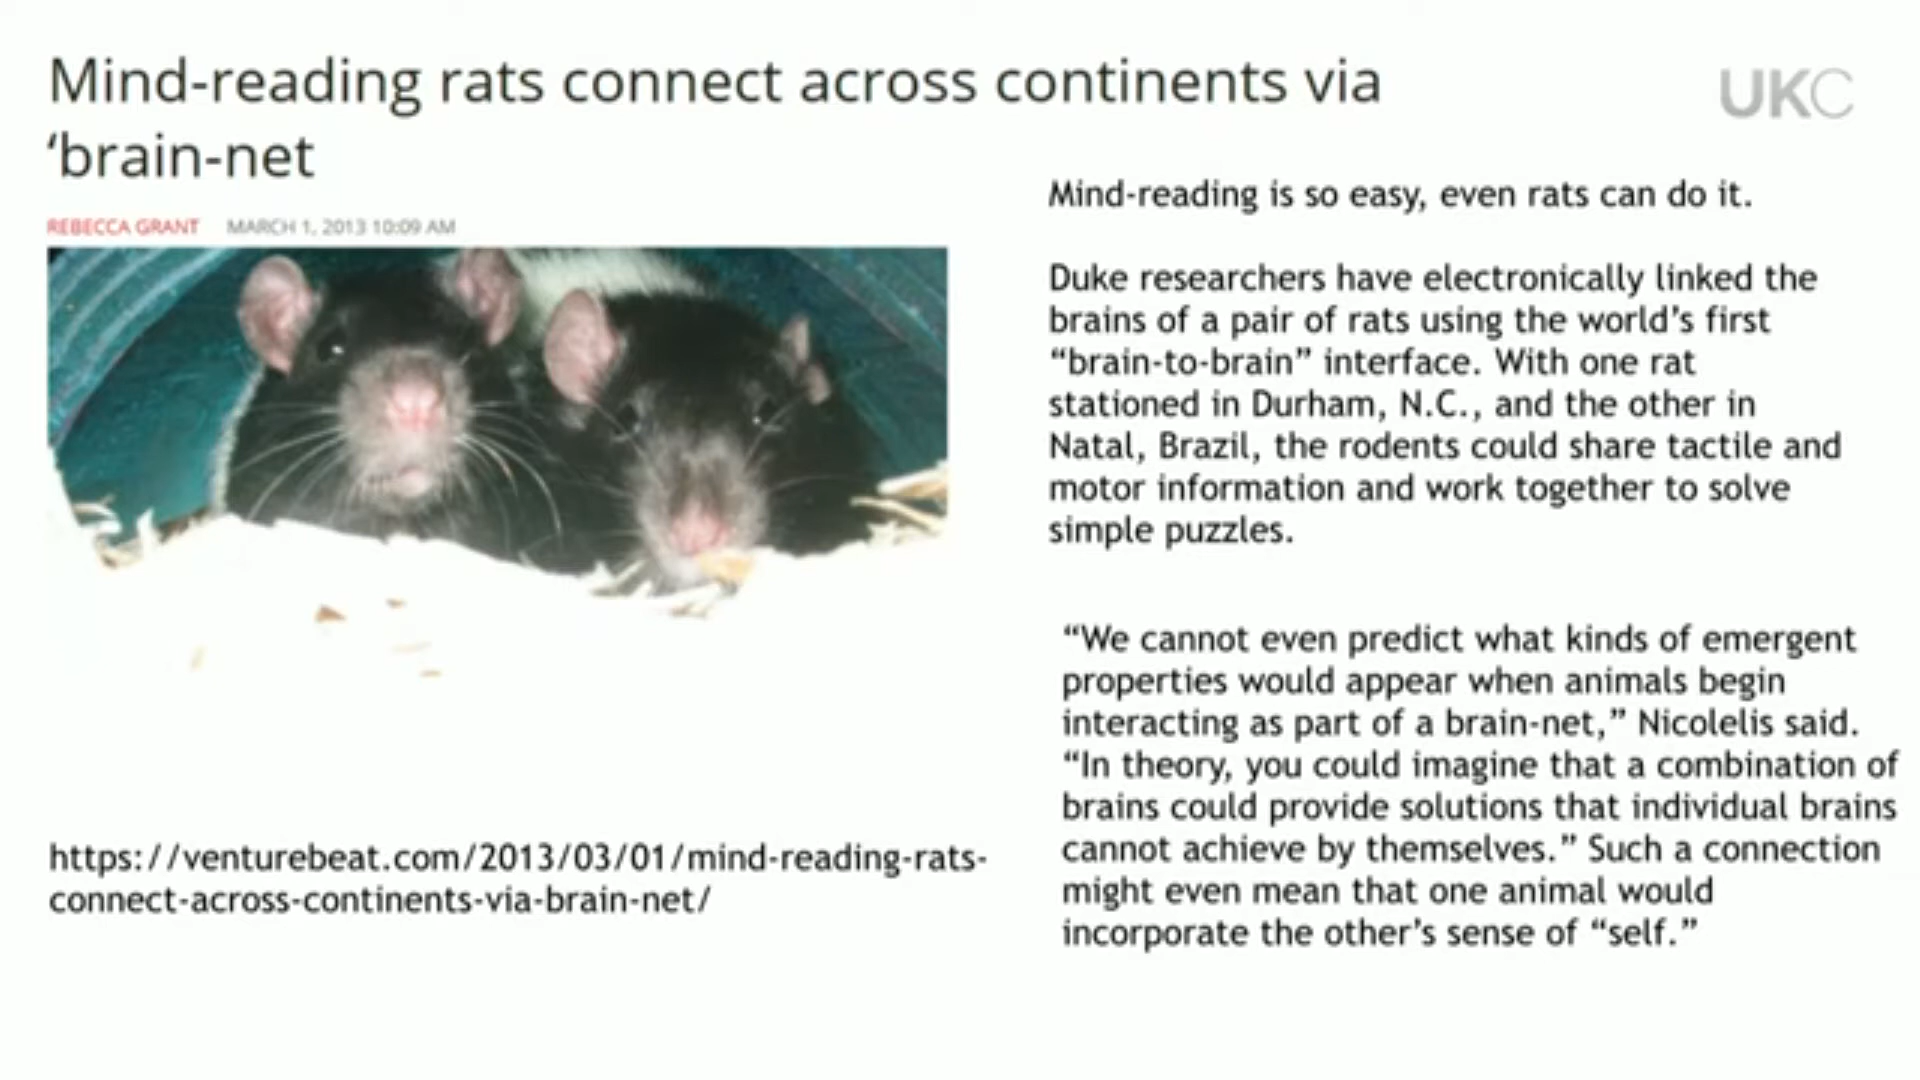 Mind-reading rats connect across continents via
‘brain-net
UKC
REBECCA GRANT MARCH 1, 2013 10:09 AM
Mind-reading is so easy, even rats can do it.
Duke researchers have electronically linked the
brains of a pair of rats using the world’s first
“brain-to-brain” interface. With one rat
stationed in Durham, N.C., and the other in
Natal, Brazil, the rodents could share tactile and
motor information and work together to solve
simple puzzles.
“We cannot even predict what kinds of emergent
properties would appear when animals begin
interacting as part of a brain-net,” Nicolelis said.
“In theory, you could imagine that a combination of
brains could provide solutions that individual brains
cannot achieve by themselves.” Such a connection
might even mean that one animal would
incorporate the other’s sense of “self.”
https://venturebeat.com/2013/03/01/mind-reading-rats-
connect-across-continents-via-brain-net/